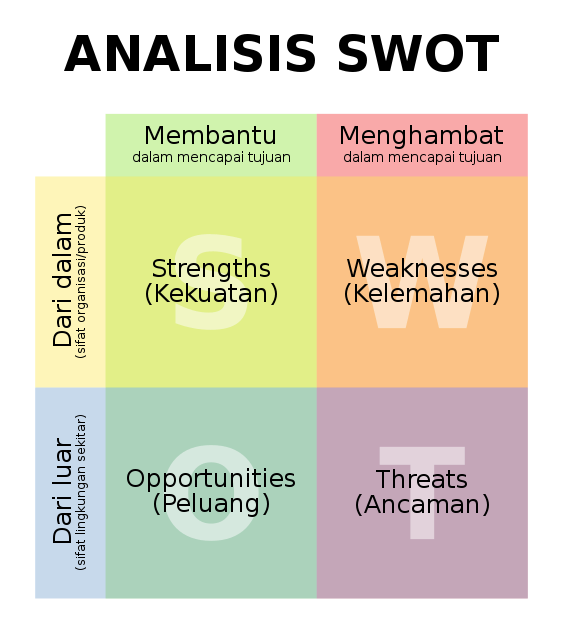 ANALISIS SWOT
Membantu
dalam mencapai tujuan
Menghambat
dalam mencapai tujuan
Dari dalam
(sifat organisasi/produk)
S
Strengths
(Kekuatan)
W
Weaknesses
(Kelemahan)
Dari luar
(sifat lingkungan sekitar)
O
Opportunities
(Peluang)
T
Threats
(Ancaman)